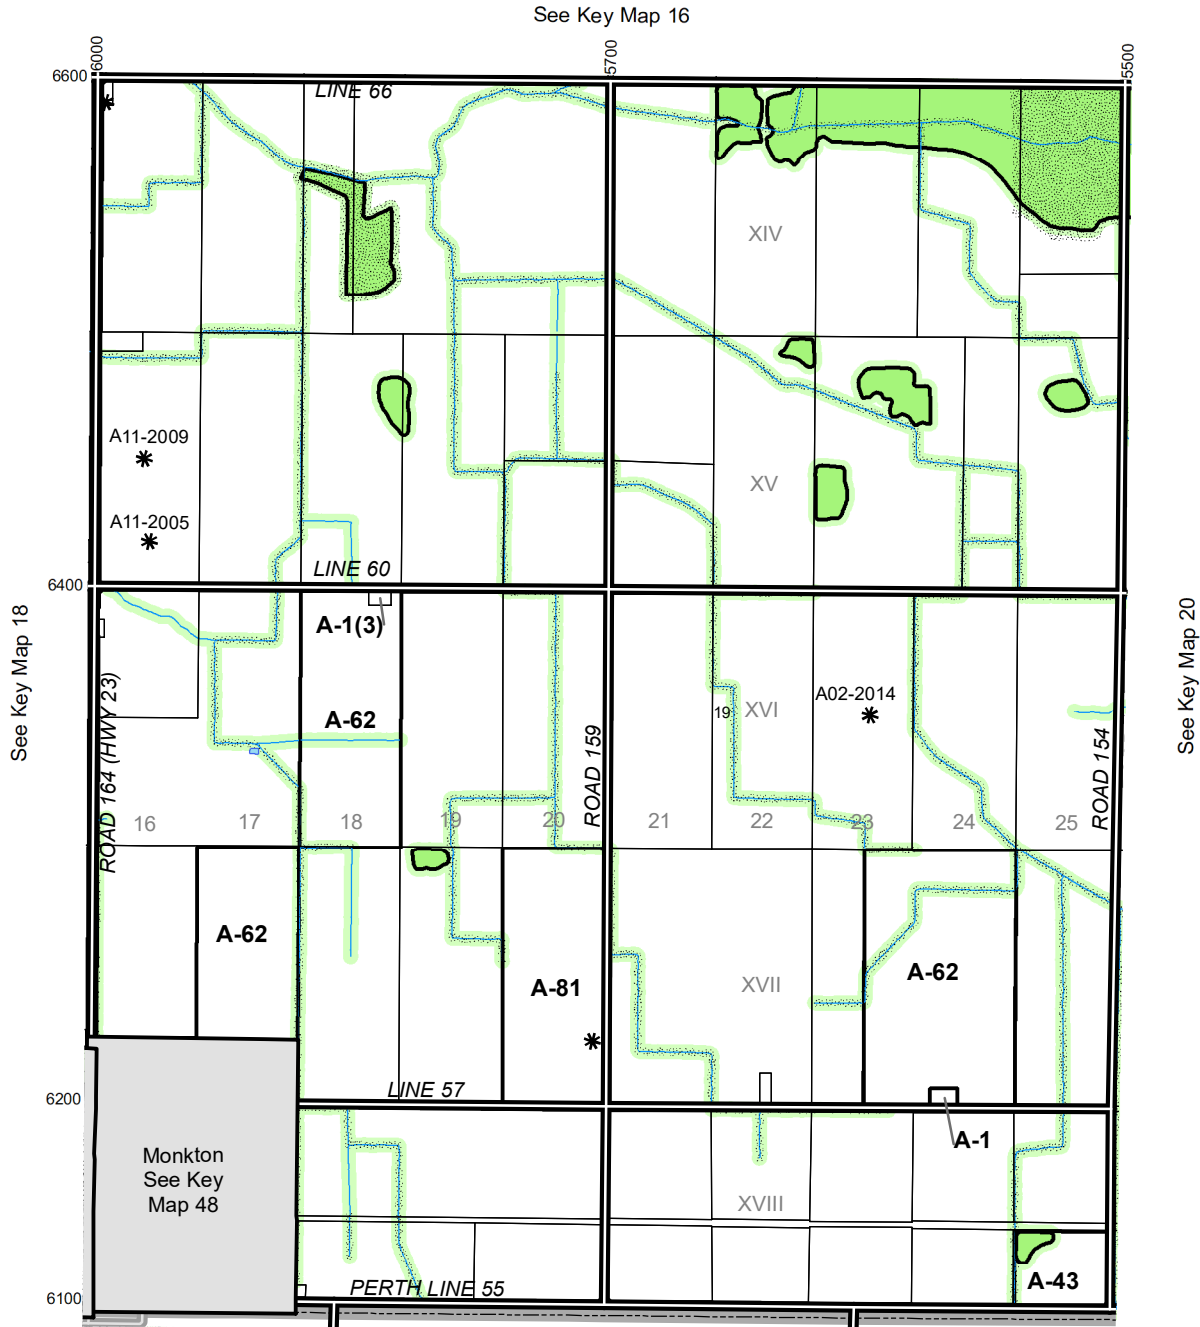 See Key Map 16
6000
5700
5500
6600
LINE 66
XIV
A11-2009
XV
A11-2005
LINE 60
6400
A-1(3)
See Key Map 18
See Key Map 20
ROAD 164 (HWY 23)
A-62
ROAD 159
19
XVI
A02-2014
ROAD 154
16
17
18
19
20
21
22
23
24
25
A-62
A-81
XVII
A-62
LINE 57
6200
A-1
Monkton
See Key
Map 48
XVIII
A-43
PERTH LINE 55
6100